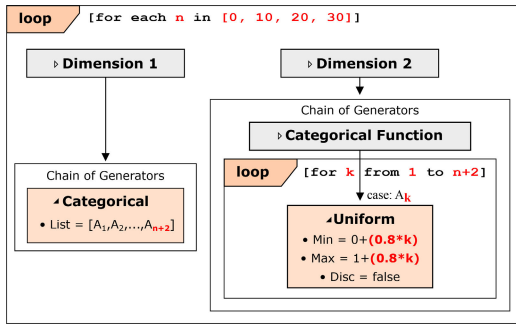 loop [for each n in [0, 10, 20, 30]]
▹ Dimension 1
▹ Dimension 2
Chain of Generators
▹ Categorical Function
loop [for k from 1 to n+2]
case: Aₖ
Chain of Generators
◢ Categorical
• List = [A₁,A₂,...,Aₙ₊₂]
◢ Uniform
• Min = 0+(0.8*k)
• Max = 1+(0.8*k)
• Disc = false